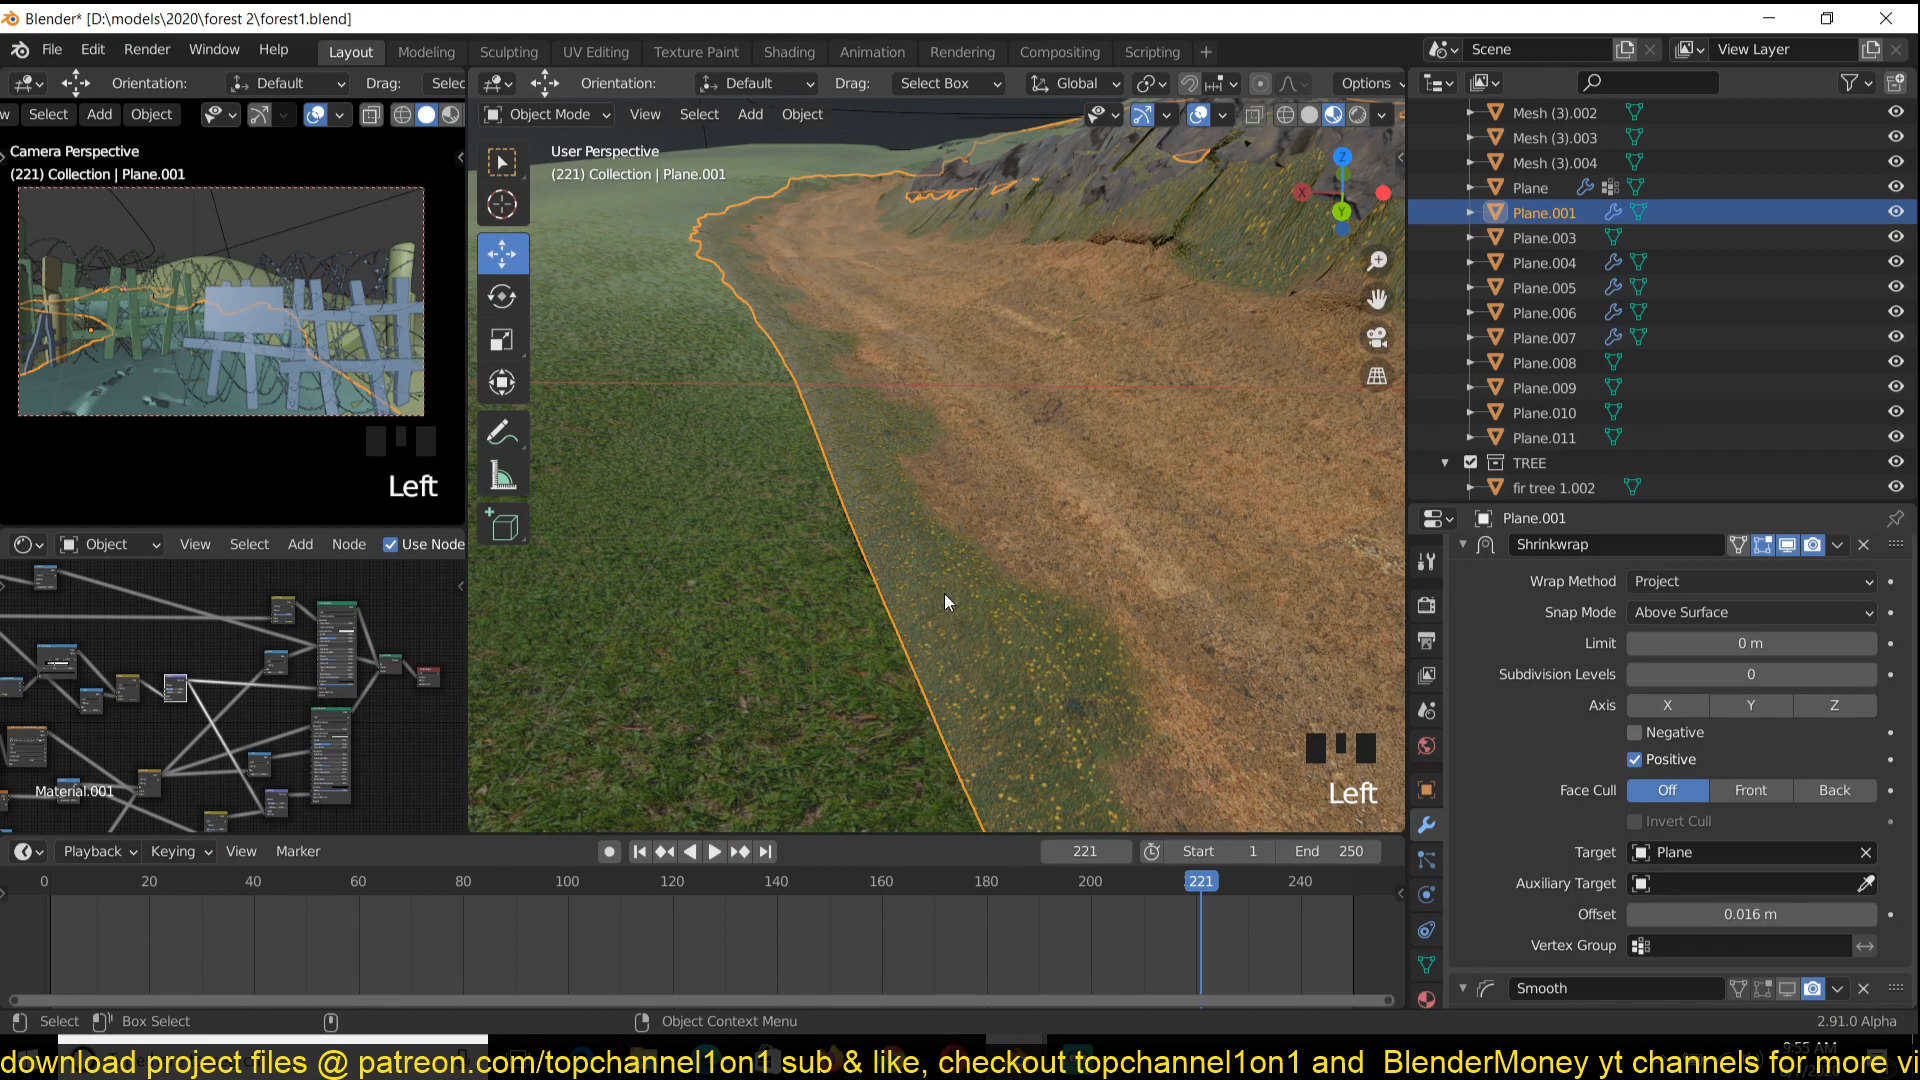 Blender* [D:\models\2020\forest 2\forest1.blend]
File Edit Render Window Help Layout Modeling Sculpting UV Editing Texture Paint Shading Animation Rendering Compositing Scripting + Scene View Layer
Orientation: Default Drag: Selec Orientation: Default Drag: Select Box Global Options
w Select Add Object Object Mode View Select Add Object
Camera Perspective
(221) Collection | Plane.001
Left
User Perspective
(221) Collection | Plane.001
Z
X
Y
Left
Mesh (3).002
Mesh (3).003
Mesh (3).004
Plane
Plane.001
Plane.003
Plane.004
Plane.005
Plane.006
Plane.007
Plane.008
Plane.009
Plane.010
Plane.011
TREE
fir tree 1.002
Object View Select Add Node Use Node
Material.001
Plane.001
Shrinkwrap
Wrap Method Project
Snap Mode Above Surface
Limit 0 m
Subdivision Levels 0
Axis X Y Z
Negative
Positive
Face Cull Off Front Back
Invert Cull
Target Plane
Auxiliary Target
Offset 0.016 m
Vertex Group
Smooth
Playback Keying View Marker 221 Start 1 End 250
0 20 40 60 80 100 120 140 160 180 200 221 240
Select Box Select Object Context Menu 2.91.0 Alpha
9:55 AM
download project files @ patreon.com/topchannel1on1 sub & like, checkout topchannel1on1 and BlenderMoney yt channels for more vi